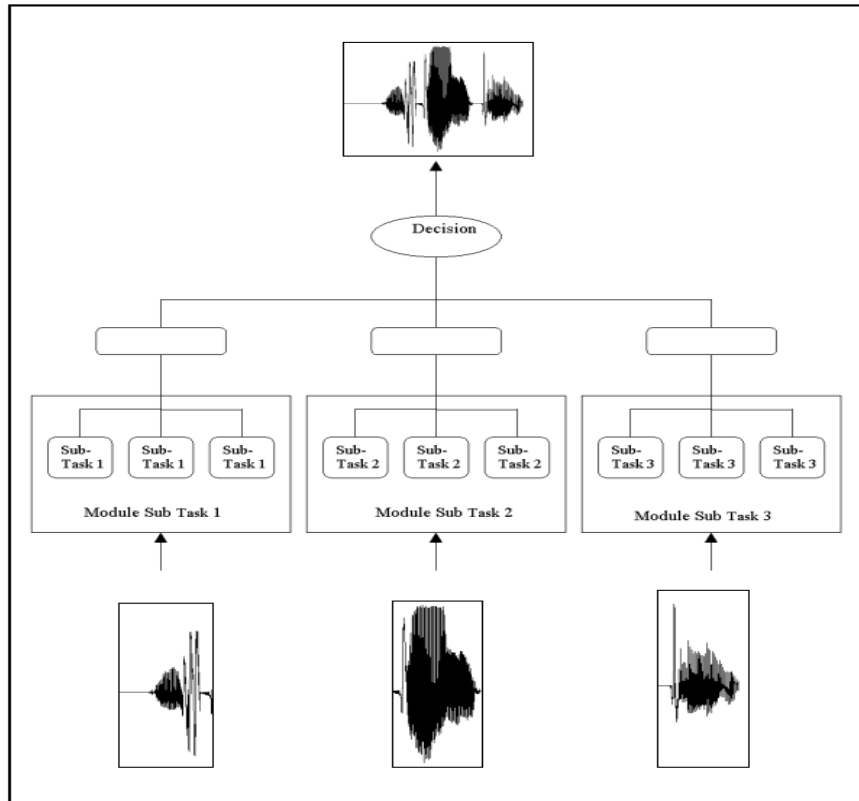 Decision
Sub-
Task 1
Sub-
Task 1
Sub-
Task 1
Module Sub Task 1
Sub-
Task 2
Sub-
Task 2
Sub-
Task 2
Module Sub Task 2
Sub-
Task 3
Sub-
Task 3
Sub-
Task 3
Module Sub Task 3